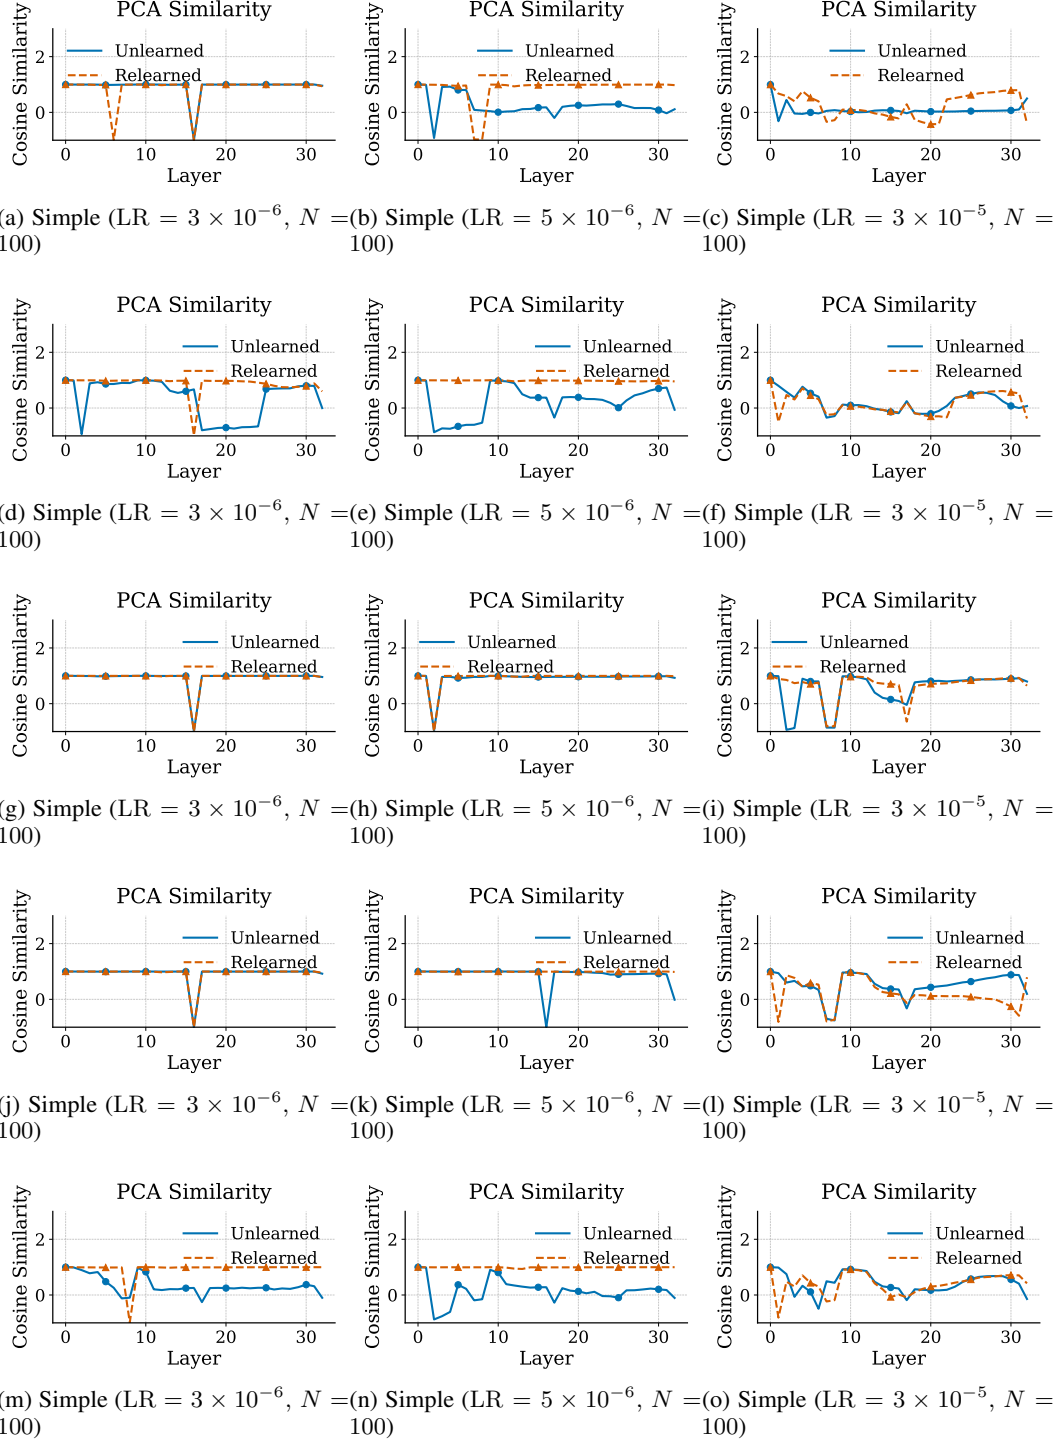 PCA Similarity PCA Similarity PCA Similarity
Cosine Similarity Cosine Similarity Cosine Similarity
2 2 2
Unlearned Unlearned Unlearned
Relearned Relearned Relearned
0 0 0
0 10 20 30 0 10 20 30 0 10 20 30
Layer Layer Layer
(a) Simple (LR = 3 × 10⁻⁶, N = (b) Simple (LR = 5 × 10⁻⁶, N = (c) Simple (LR = 3 × 10⁻⁵, N =
100) 100) 100)
PCA Similarity PCA Similarity PCA Similarity
Cosine Similarity Cosine Similarity Cosine Similarity
Unlearned Unlearned Unlearned
2 2 2
Relearned Relearned Relearned
0 0 0
0 10 20 30 0 10 20 30 0 10 20 30
Layer Layer Layer
(d) Simple (LR = 3 × 10⁻⁶, N = (e) Simple (LR = 5 × 10⁻⁶, N = (f) Simple (LR = 3 × 10⁻⁵, N =
100) 100) 100)
PCA Similarity PCA Similarity PCA Similarity
Cosine Similarity Cosine Similarity Cosine Similarity
Unlearned Unlearned Unlearned
2 2 2
Relearned Relearned Relearned
0 0 0
0 10 20 30 0 10 20 30 0 10 20 30
Layer Layer Layer
(g) Simple (LR = 3 × 10⁻⁶, N = (h) Simple (LR = 5 × 10⁻⁶, N = (i) Simple (LR = 3 × 10⁻⁵, N =
100) 100) 100)
PCA Similarity PCA Similarity PCA Similarity
Cosine Similarity Cosine Similarity Cosine Similarity
Unlearned Unlearned Unlearned
2 2 2
Relearned Relearned Relearned
0 0 0
0 10 20 30 0 10 20 30 0 10 20 30
Layer Layer Layer
(j) Simple (LR = 3 × 10⁻⁶, N = (k) Simple (LR = 5 × 10⁻⁶, N = (l) Simple (LR = 3 × 10⁻⁵, N =
100) 100) 100)
PCA Similarity PCA Similarity PCA Similarity
Cosine Similarity Cosine Similarity Cosine Similarity
Unlearned Unlearned Unlearned
2 2 2
Relearned Relearned Relearned
0 0 0
0 10 20 30 0 10 20 30 0 10 20 30
Layer Layer Layer
(m) Simple (LR = 3 × 10⁻⁶, N = (n) Simple (LR = 5 × 10⁻⁶, N = (o) Simple (LR = 3 × 10⁻⁵, N =
100) 100) 100)